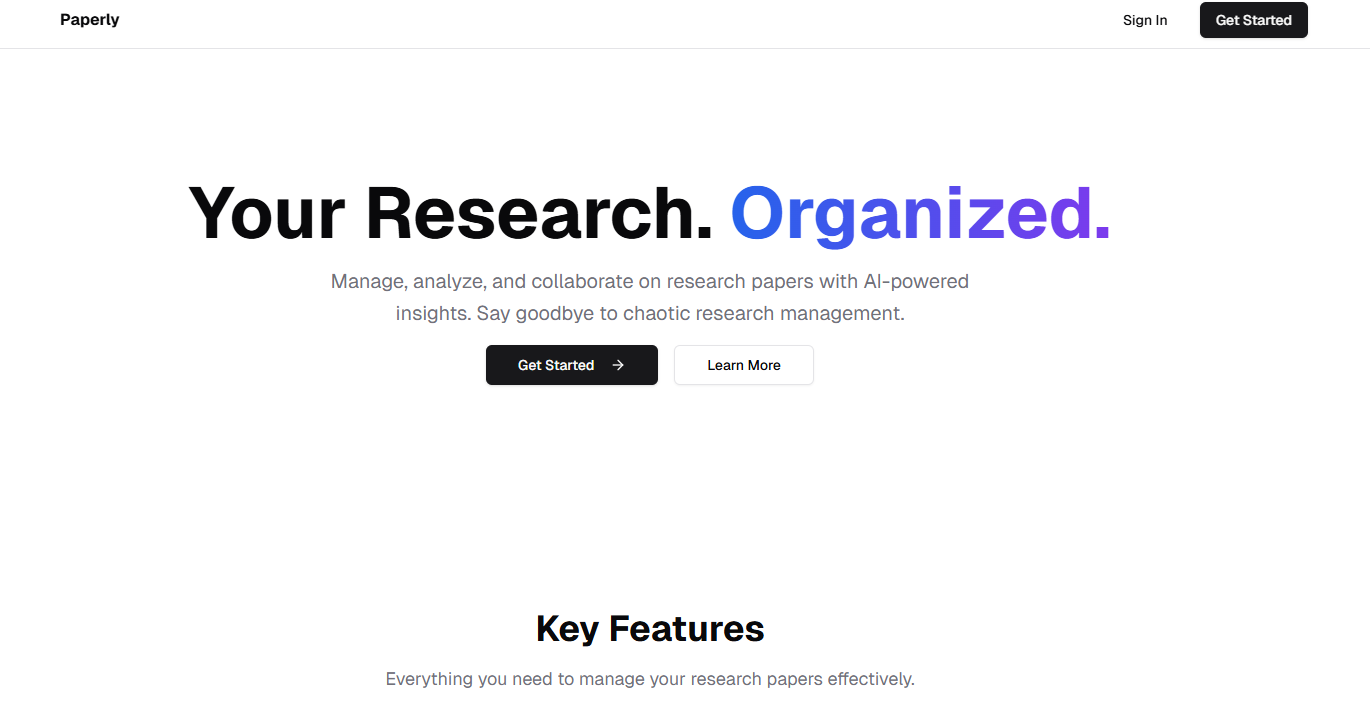 Paperly
Sign In
Get Started
Your Research. Organized.
Manage, analyze, and collaborate on research papers with AI-powered
insights. Say goodbye to chaotic research management.
Get Started →
Learn More
Key Features
Everything you need to manage your research papers effectively.